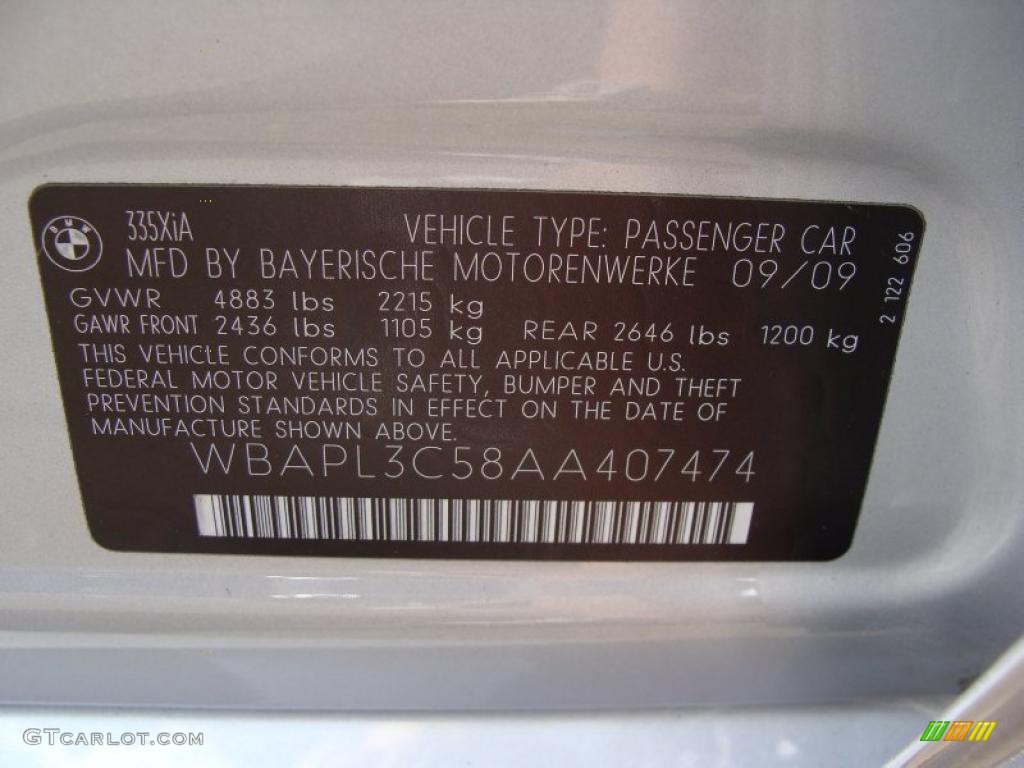 BMW
335XiA VEHICLE TYPE: PASSENGER CAR
MFD BY BAYERISCHE MOTORENWERKE 09/09
GVWR 4883 lbs 2215 kg
GAWR FRONT 2436 lbs 1105 kg REAR 2646 lbs 1200 kg
THIS VEHICLE CONFORMS TO ALL APPLICABLE U.S.
FEDERAL MOTOR VEHICLE SAFETY, BUMPER AND THEFT
PREVENTION STANDARDS IN EFFECT ON THE DATE OF
MANUFACTURE SHOWN ABOVE.
WBAPL3C58AA407474
2 122 606
GTCarLot.com